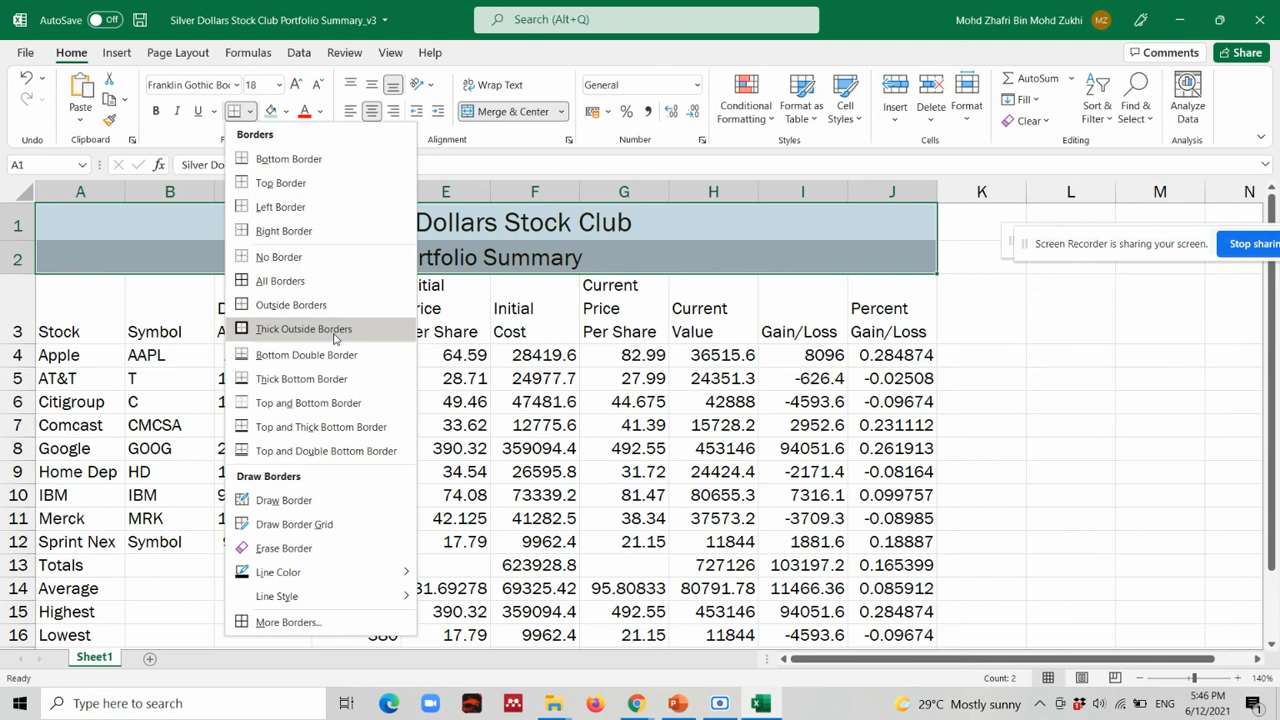 AutoSave Off Silver Dollars Stock Club Portfolio Summary_v3 Search (Alt+Q) Mohd Zhafri Bin Mohd Zukhi MZ
File Home Insert Page Layout Formulas Data Review View Help Comments Share
Franklin Gothic Bo 18 Wrap Text General AutoSum
Paste B I U Merge & Center % Conditional Formatting Format as Table Cell Styles Insert Delete Format Fill Clear Sort & Filter Find & Select Analyze Data
Undo Clipboard Alignment Number Styles Cells Editing Analysis
A1 fx Silver Do
Borders
Bottom Border
Top Border
Left Border
Right Border
No Border
All Borders
Outside Borders
Thick Outside Borders
Bottom Double Border
Thick Bottom Border
Top and Bottom Border
Top and Thick Bottom Border
Top and Double Bottom Border
Draw Borders
Draw Border
Draw Border Grid
Erase Border
Line Color
Line Style
More Borders...
A B E F G H I J K L M N
1 Dollars Stock Club
2 rtfolio Summary
Screen Recorder is sharing your screen. Stop sharin
3 Stock Symbol Initial Cost Current Price Per Share Current Value Gain/Loss Percent Gain/Loss
4 Apple AAPL 64.59 28419.6 82.99 36515.6 8096 0.284874
5 AT&T T 28.71 24977.7 27.99 24351.3 -626.4 -0.02508
6 Citigroup C 49.46 47481.6 44.675 42888 -4593.6 -0.09674
7 Comcast CMCSA 33.62 12775.6 41.39 15728.2 2952.6 0.231112
8 Google GOOG 390.32 359094.4 492.55 453146 94051.6 0.261913
9 Home Dep HD 34.54 26595.8 31.72 24424.4 -2171.4 -0.08164
10 IBM IBM 74.08 73339.2 81.47 80655.3 7316.1 0.099757
11 Merck MRK 42.125 41282.5 38.34 37573.2 -3709.3 -0.08985
12 Sprint Nex Symbol 17.79 9962.4 21.15 11844 1881.6 0.18887
13 Totals 623928.8 727126 103197.2 0.165399
14 Average 81.69278 69325.42 95.80833 80791.78 11466.36 0.085912
15 Highest 390.32 359094.4 492.55 453146 94051.6 0.284874
16 Lowest 380 17.79 9962.4 21.15 11844 -4593.6 -0.09674
Sheet1
Ready Count: 2 140%
Type here to search 29°C Mostly sunny ENG 5:46 PM 6/12/2021 1